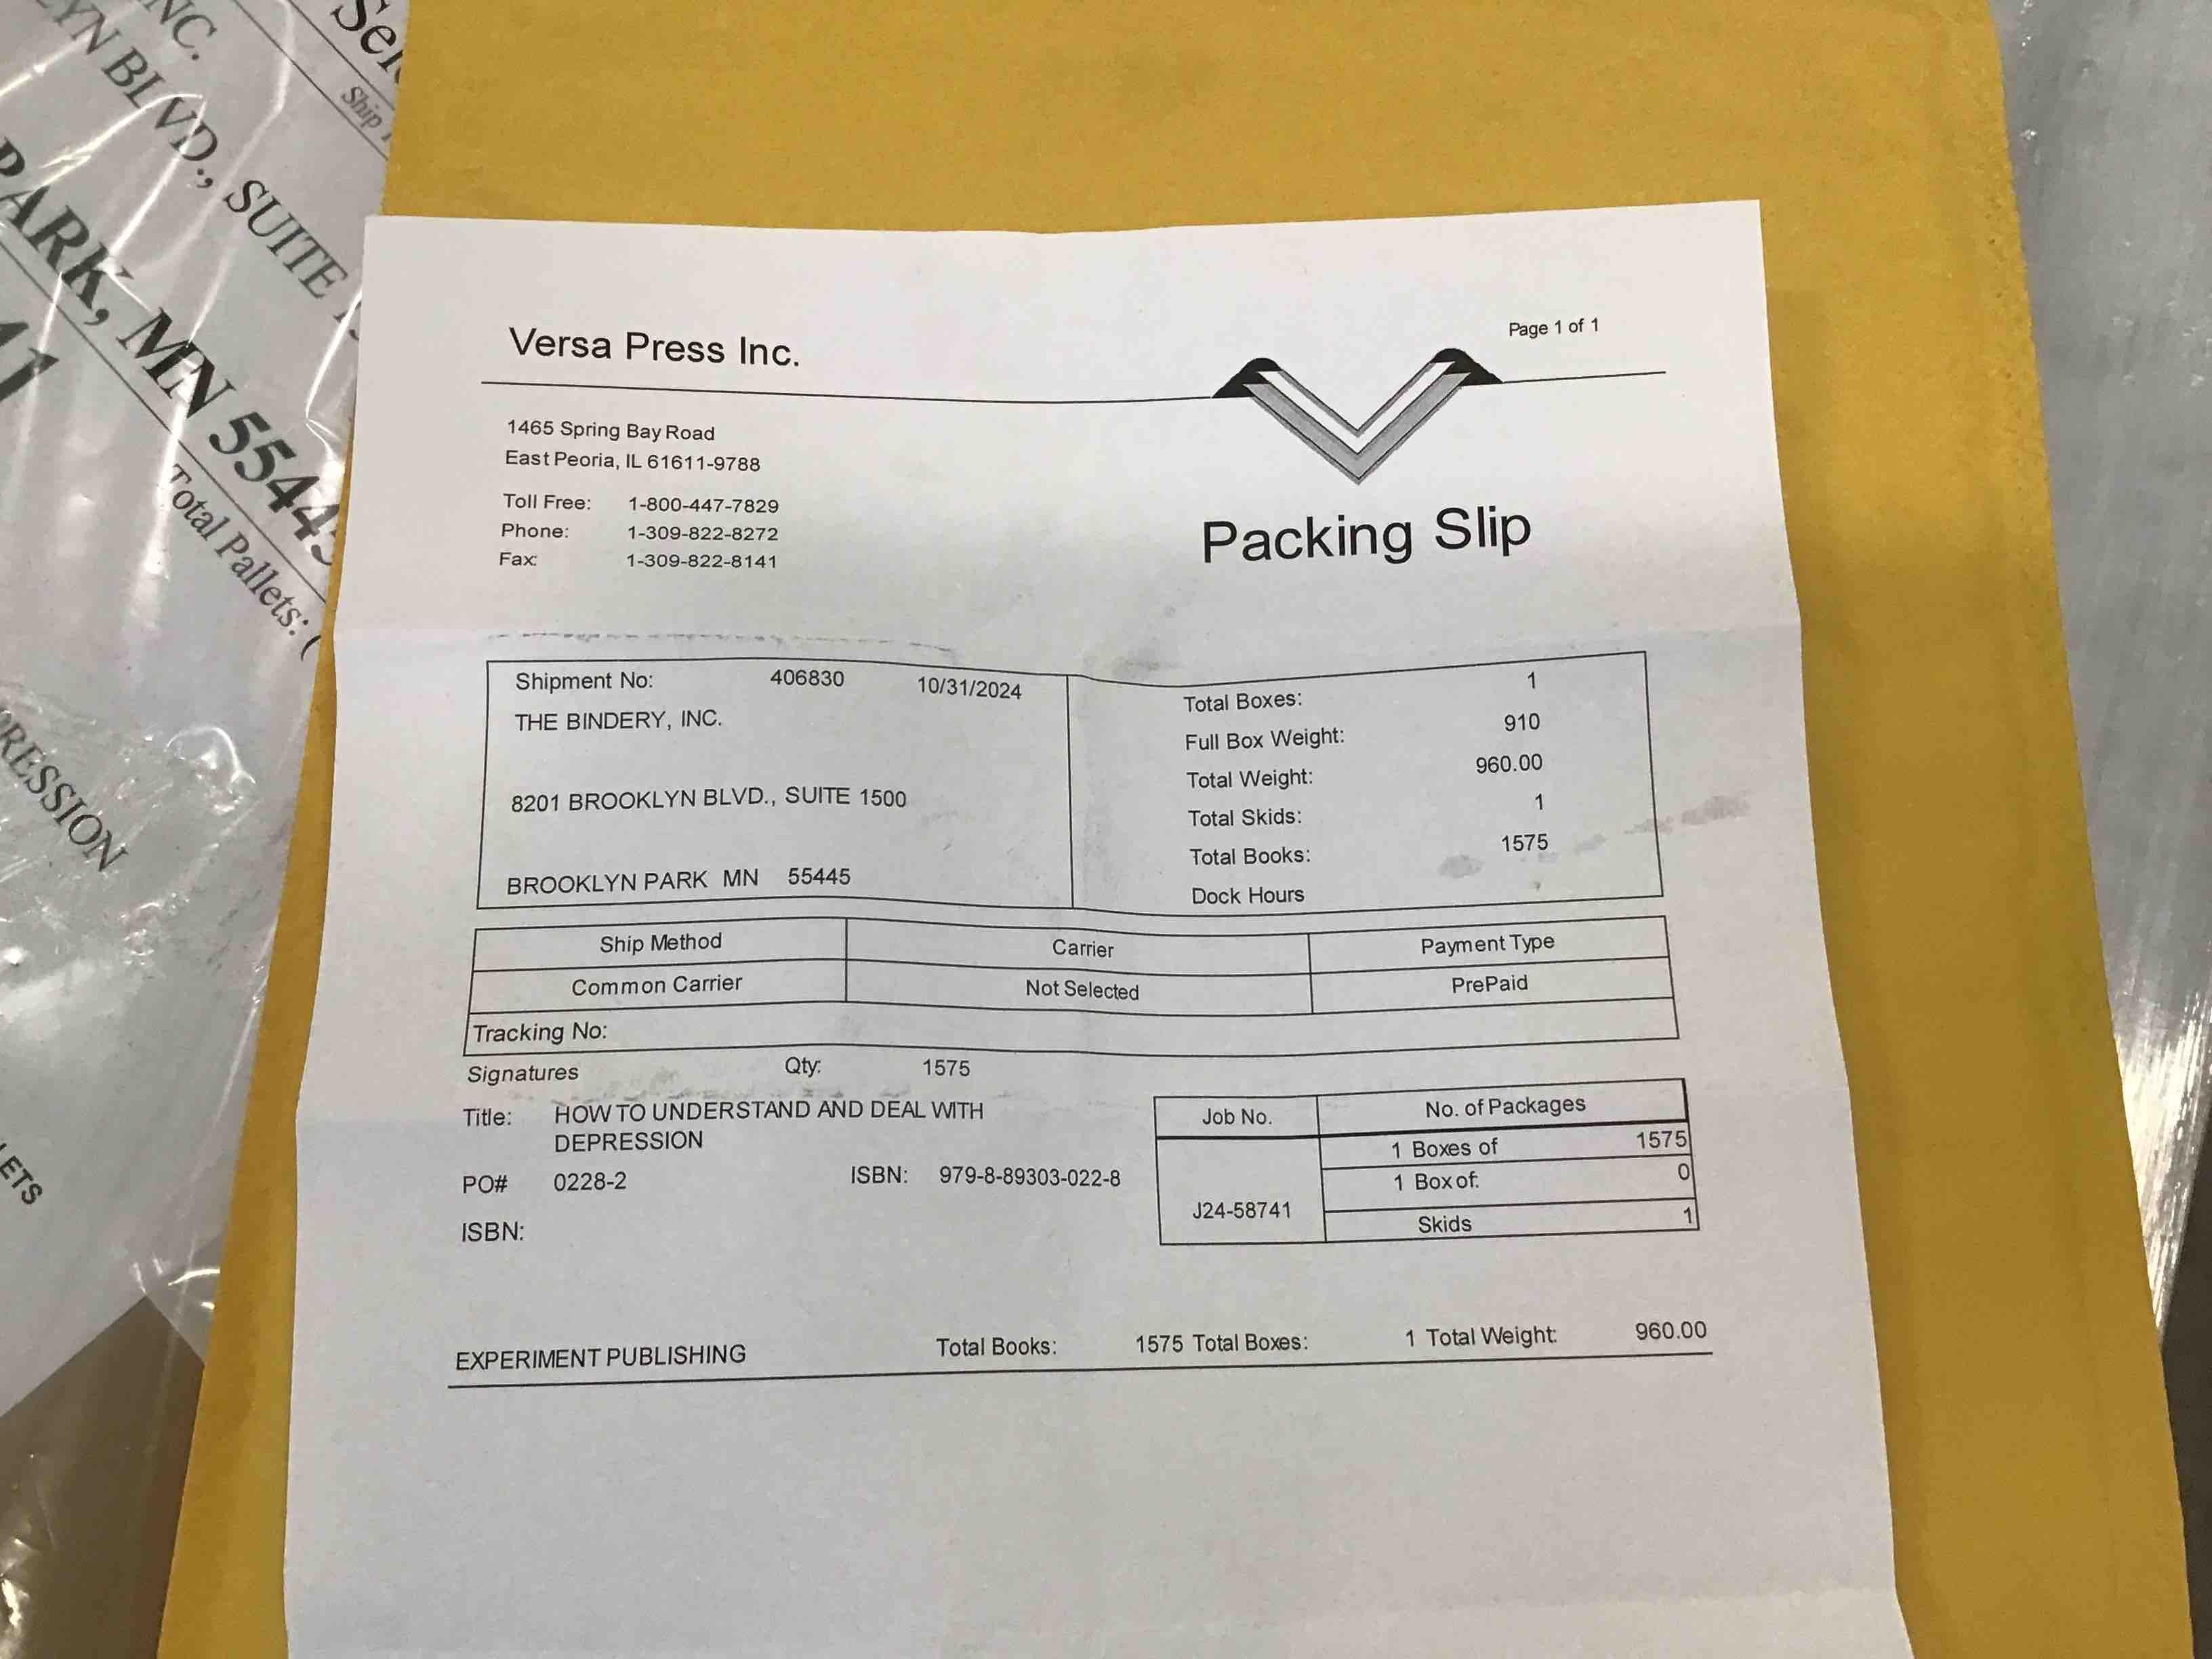 NC.
YN BLVD., SUITE
Ship
PARK, MN 5544
Total Pallets: (
RESSION
LETS
Page 1 of 1
Versa Press Inc.
1465 Spring Bay Road
East Peoria, IL 61611-9788
Toll Free: 1-800-447-7829
Phone: 1-309-822-8272
Fax: 1-309-822-8141
Packing Slip
Shipment No: 406830 10/31/2024
THE BINDERY, INC.
8201 BROOKLYN BLVD., SUITE 1500
BROOKLYN PARK MN 55445
Total Boxes: 1
Full Box Weight: 910
Total Weight: 960.00
Total Skids: 1
Total Books: 1575
Dock Hours
Ship Method Carrier Payment Type
Common Carrier Not Selected PrePaid
Tracking No:
Signatures Qty: 1575
Title: HOW TO UNDERSTAND AND DEAL WITH
DEPRESSION
PO# 0228-2 ISBN: 979-8-89303-022-8
ISBN:
Job No. No. of Packages
1 Boxes of 1575
1 Box of: 0
J24-58741
Skids 1
EXPERIMENT PUBLISHING Total Books: 1575 Total Boxes: 1 Total Weight: 960.00